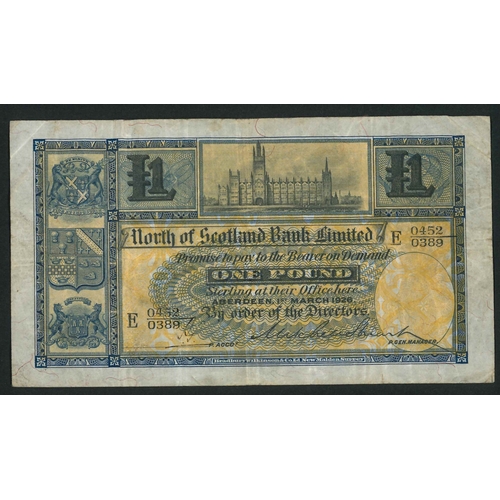 £1
£1
North of Scotland Bank Limited
E 0452
0389
Promise to pay to the Bearer on Demand
ONE POUND
Sterling at their Office here
ABERDEEN, 1ST MARCH 1928.
E 0452
0389
By order of the Directors.
P. ACCOT
P. GEN. MANAGER.
Bradbury Wilkinson & Co Ld New Malden, Surrey